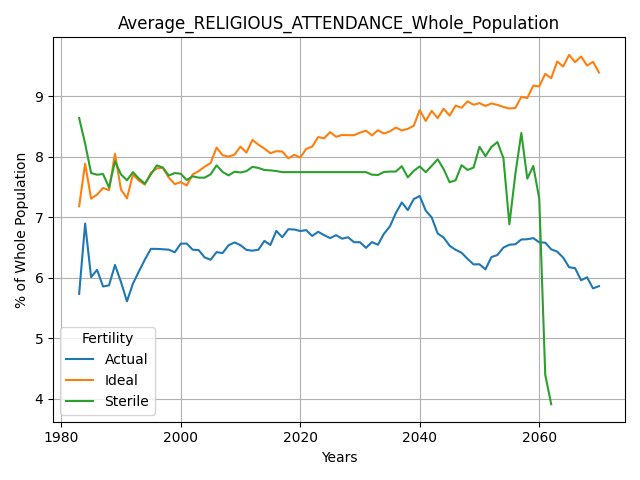 Average_RELIGIOUS_ATTENDANCE_Whole_Population
% of Whole Population
9
8
7
6
5
4
Fertility
Actual
Ideal
Sterile
1980 2000 2020 2040 2060
Years